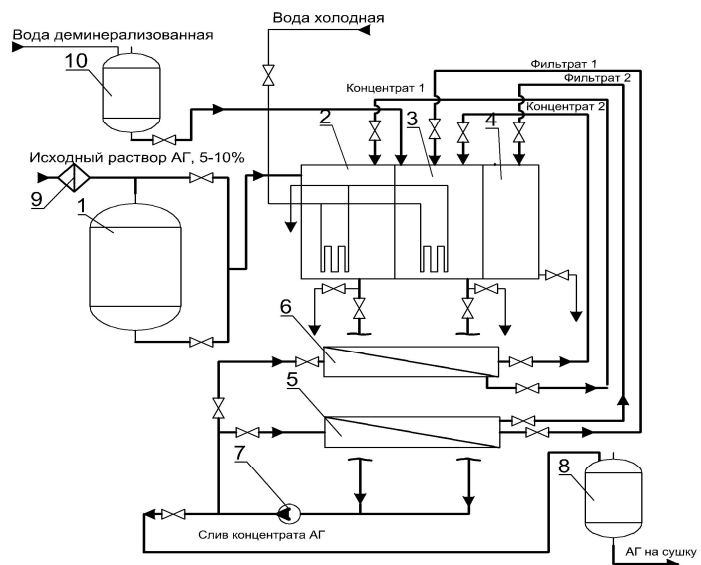 Вода холодная
Вода деминерализованная
10
Фильтрат 1
Фильтрат 2
Концентрат 1
Концентрат 2
2
3
4
Исходный раствор АГ, 5-10%
9
1
6
5
7
8
Слив концентрата АГ
АГ на сушку